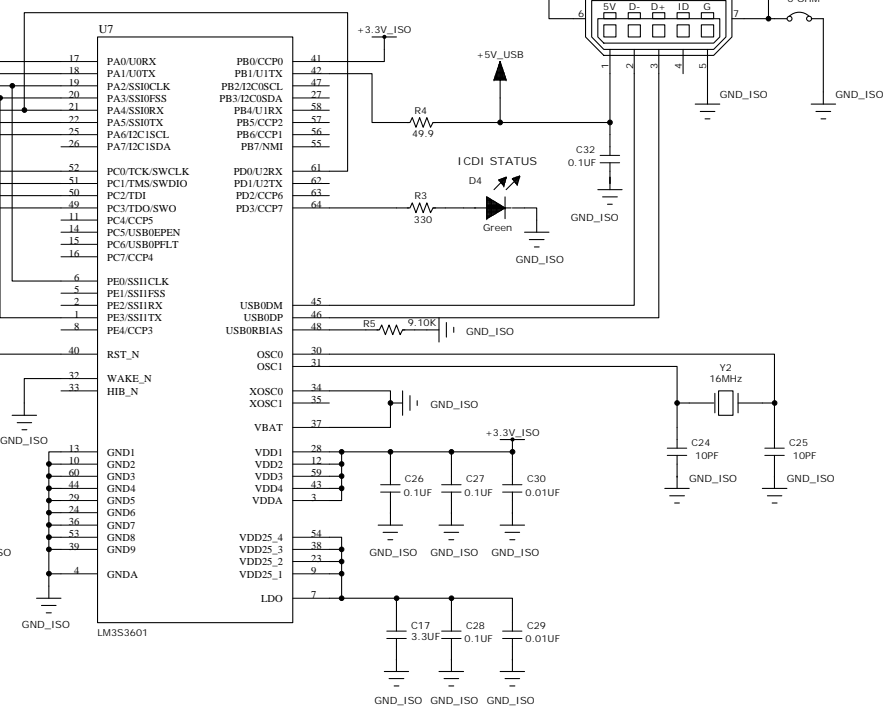 0 OHM
5V D- D+ ID G
6 7
1 2 3 4 5
U7
+3.3V_ISO
+5V_USB
GND_ISO GND_ISO
17 PA0/U0RX PB0/CCP0 41
18 PA1/U0TX PB1/U1TX 42
19 PA2/SSI0CLK PB2/I2C0SCL 47
20 PA3/SSI0FSS PB3/I2C0SDA 27
21 PA4/SSI0RX PB4/U1RX 58
22 PA5/SSI0TX PB5/CCP2 57
25 PA6/I2C1SCL PB6/CCP1 56
26 PA7/I2C1SDA PB7/NMI 55
R4
49.9
C32
0.1UF
GND_ISO
52 PC0/TCK/SWCLK PD0/U2RX 61
51 PC1/TMS/SWDIO PD1/U2TX 62
50 PC2/TDI PD2/CCP6 63
49 PC3/TDO/SWO PD3/CCP7 64
11 PC4/CCP5
14 PC5/USB0EPEN
15 PC6/USB0PFLT
16 PC7/CCP4
ICDI STATUS
D4
Green
R3
330
GND_ISO
6 PE0/SSI1CLK
5 PE1/SSI1FSS
2 PE2/SSI1RX USB0DM 45
1 PE3/SSI1TX USB0DP 46
8 PE4/CCP3 USB0RBIAS 48
R5 9.10K GND_ISO
40 RST_N OSC0 30
OSC1 31
32 WAKE_N
33 HIB_N XOSC0 34
XOSC1 35
VBAT 37
GND_ISO
GND_ISO
Y2
16MHz
C24
10PF
GND_ISO
C25
10PF
GND_ISO
+3.3V_ISO
13 GND1 VDD1 28
10 GND2 VDD2 12
60 GND3 VDD3 59
44 GND4 VDD4 43
29 GND5 VDDA 3
24 GND6
36 GND7
53 GND8 VDD25_4 54
39 GND9 VDD25_3 38
VDD25_2 23
4 GNDA VDD25_1 9
LDO 7
C26
0.1UF
C27
0.1UF
C30
0.01UF
GND_ISO GND_ISO GND_ISO
SO
GND_ISO
LM3S3601
C17
3.3UF
C28
0.1UF
C29
0.01UF
GND_ISO GND_ISO GND_ISO